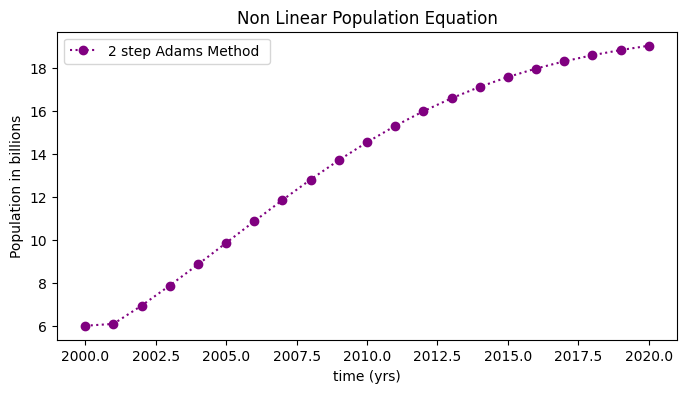 Non Linear Population Equation
2 step Adams Method
Population in billions
18
16
14
12
10
8
6
2000.0 2002.5 2005.0 2007.5 2010.0 2012.5 2015.0 2017.5 2020.0
time (yrs)